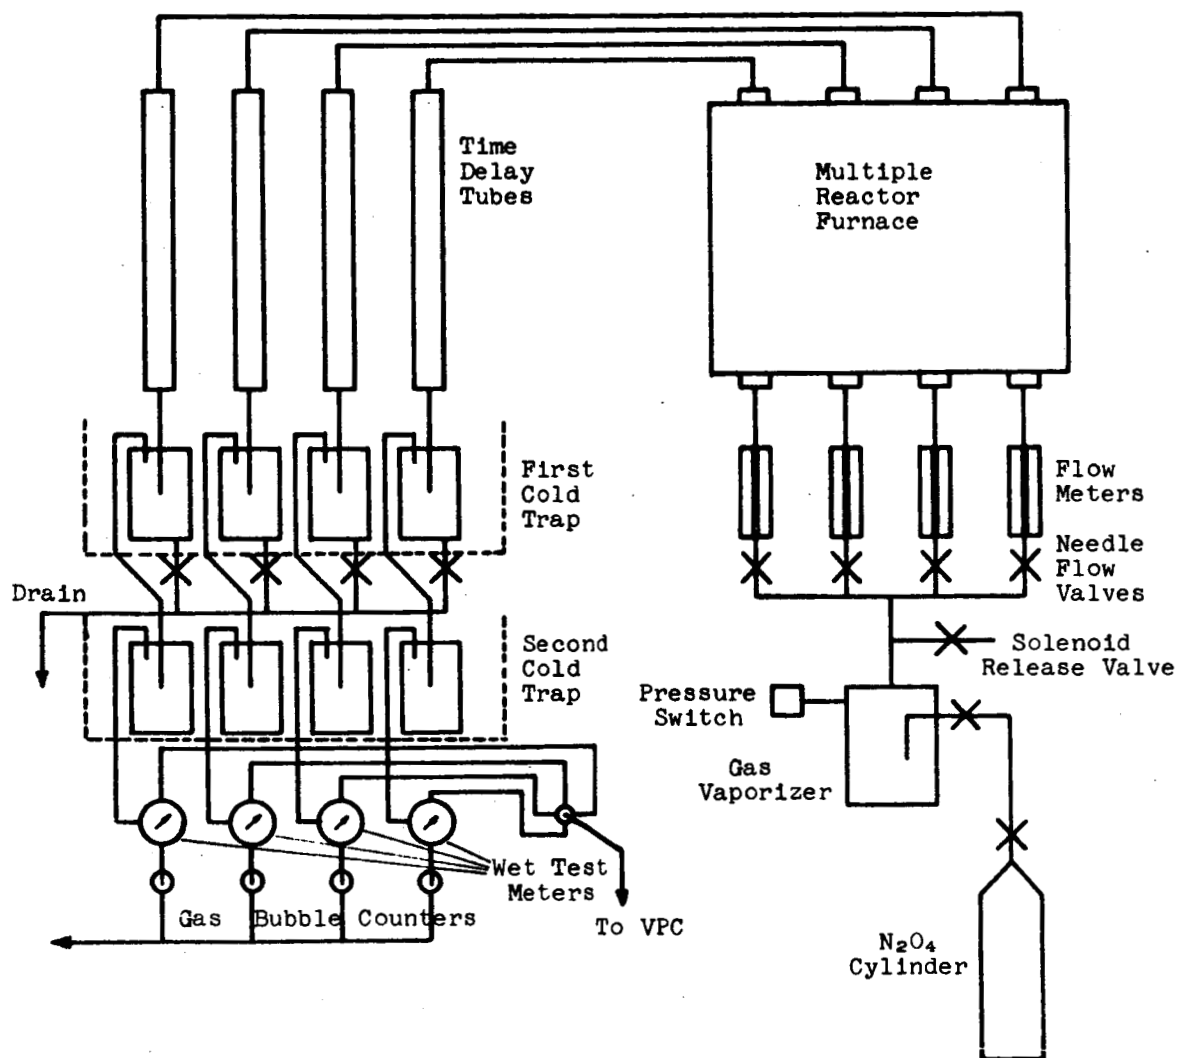 Time
Delay
Tubes
Multiple
Reactor
Furnace
First
Cold
Trap
Flow
Meters
Needle
Flow
Valves
Drain
Second
Cold
Trap
Solenoid
Release Valve
Pressure
Switch
Gas
Vaporizer
Wet Test
Meters
Gas Bubble Counters
To VPC
N₂O₄
Cylinder